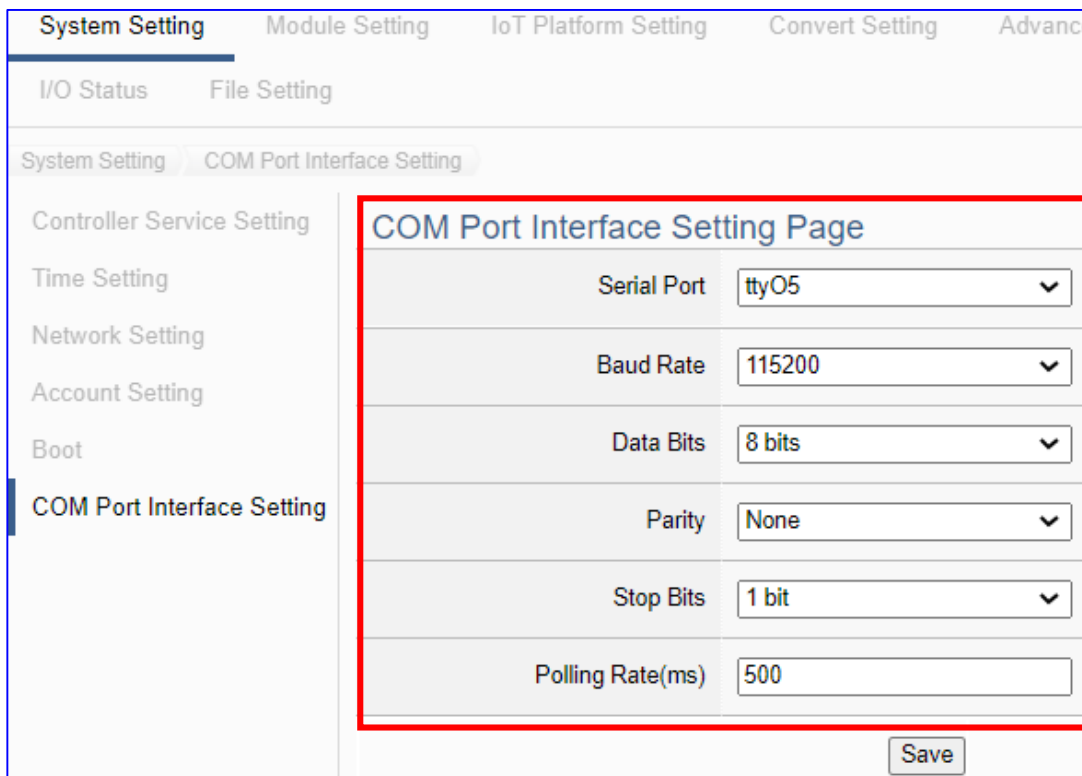 System Setting Module Setting IoT Platform Setting Convert Setting Advanc
I/O Status File Setting
System Setting COM Port Interface Setting
Controller Service Setting
Time Setting
Network Setting
Account Setting
Boot
COM Port Interface Setting
COM Port Interface Setting Page
Serial Port ttyO5
Baud Rate 115200
Data Bits 8 bits
Parity None
Stop Bits 1 bit
Polling Rate(ms) 500
Save